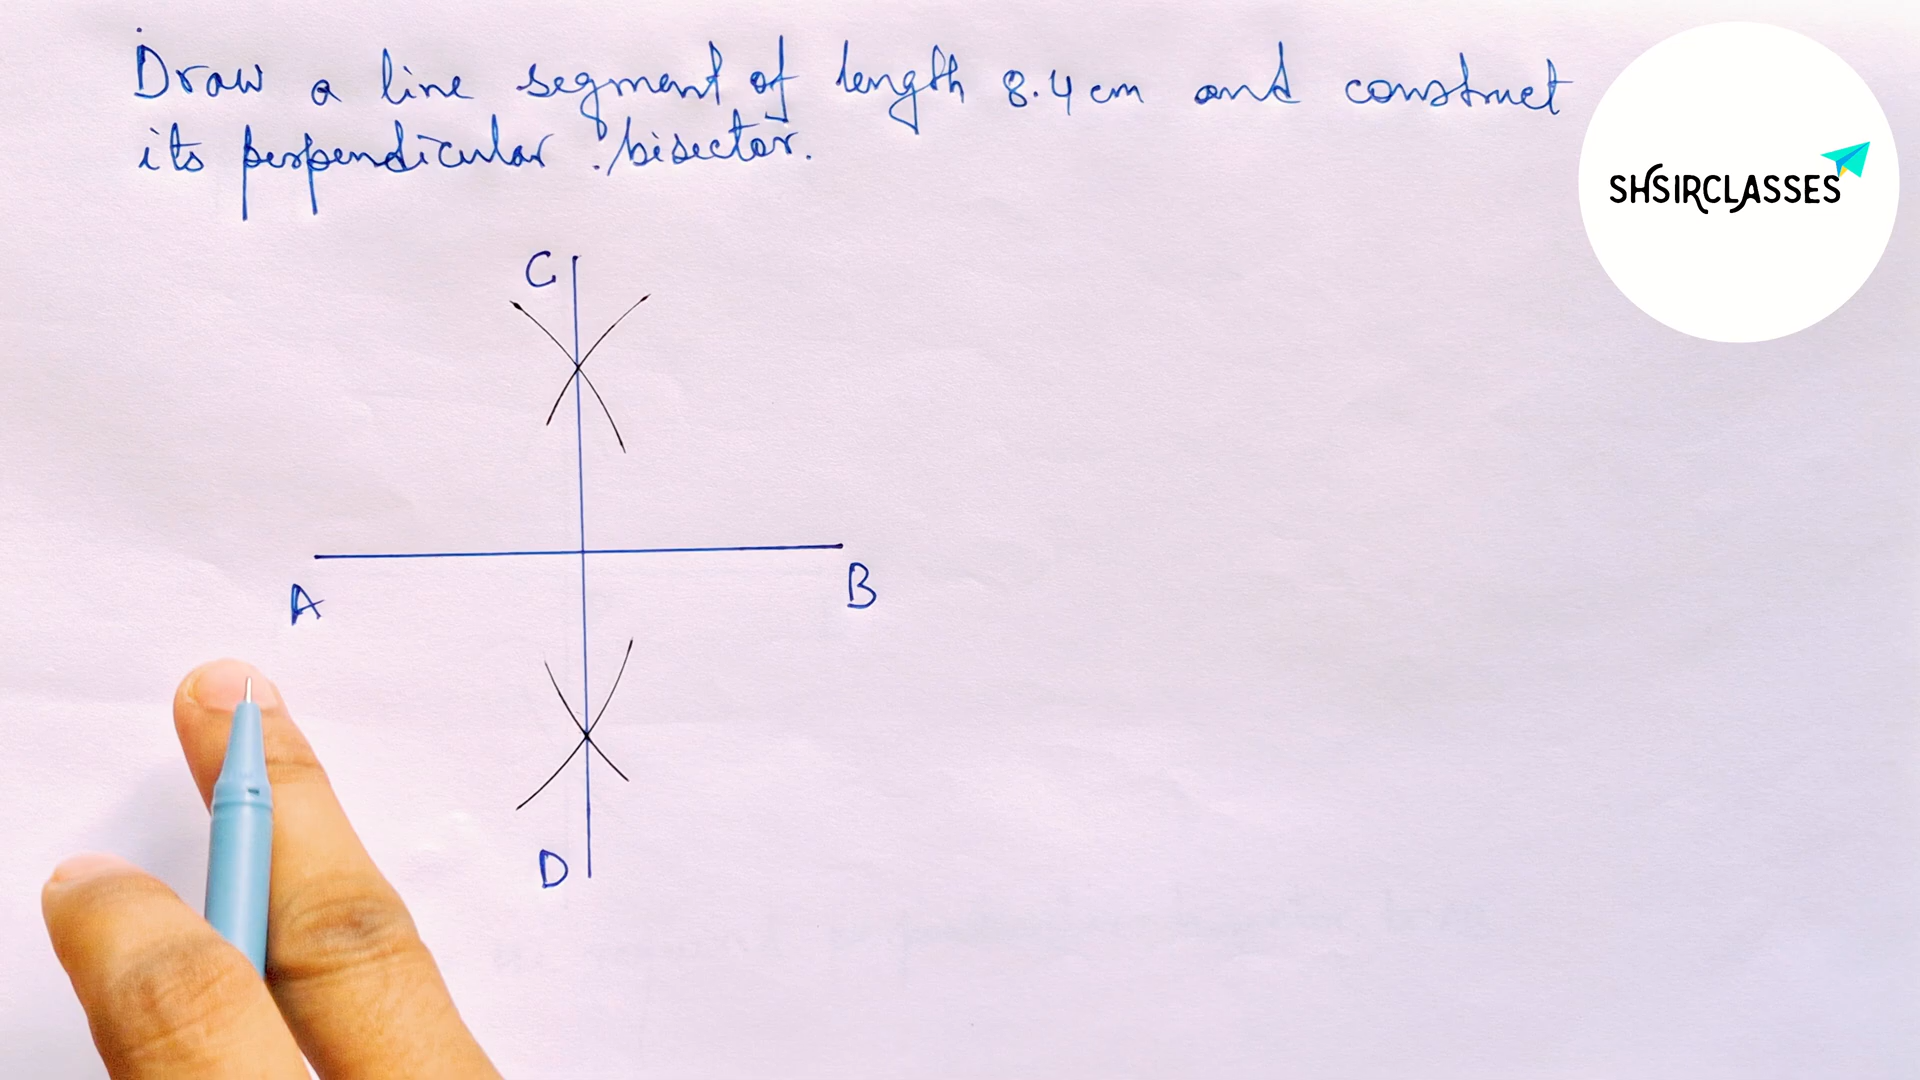 Draw a line segment of length 8.4 cm and construct
its perpendicular bisector.
SHSIRCLASSES
C
A
B
D